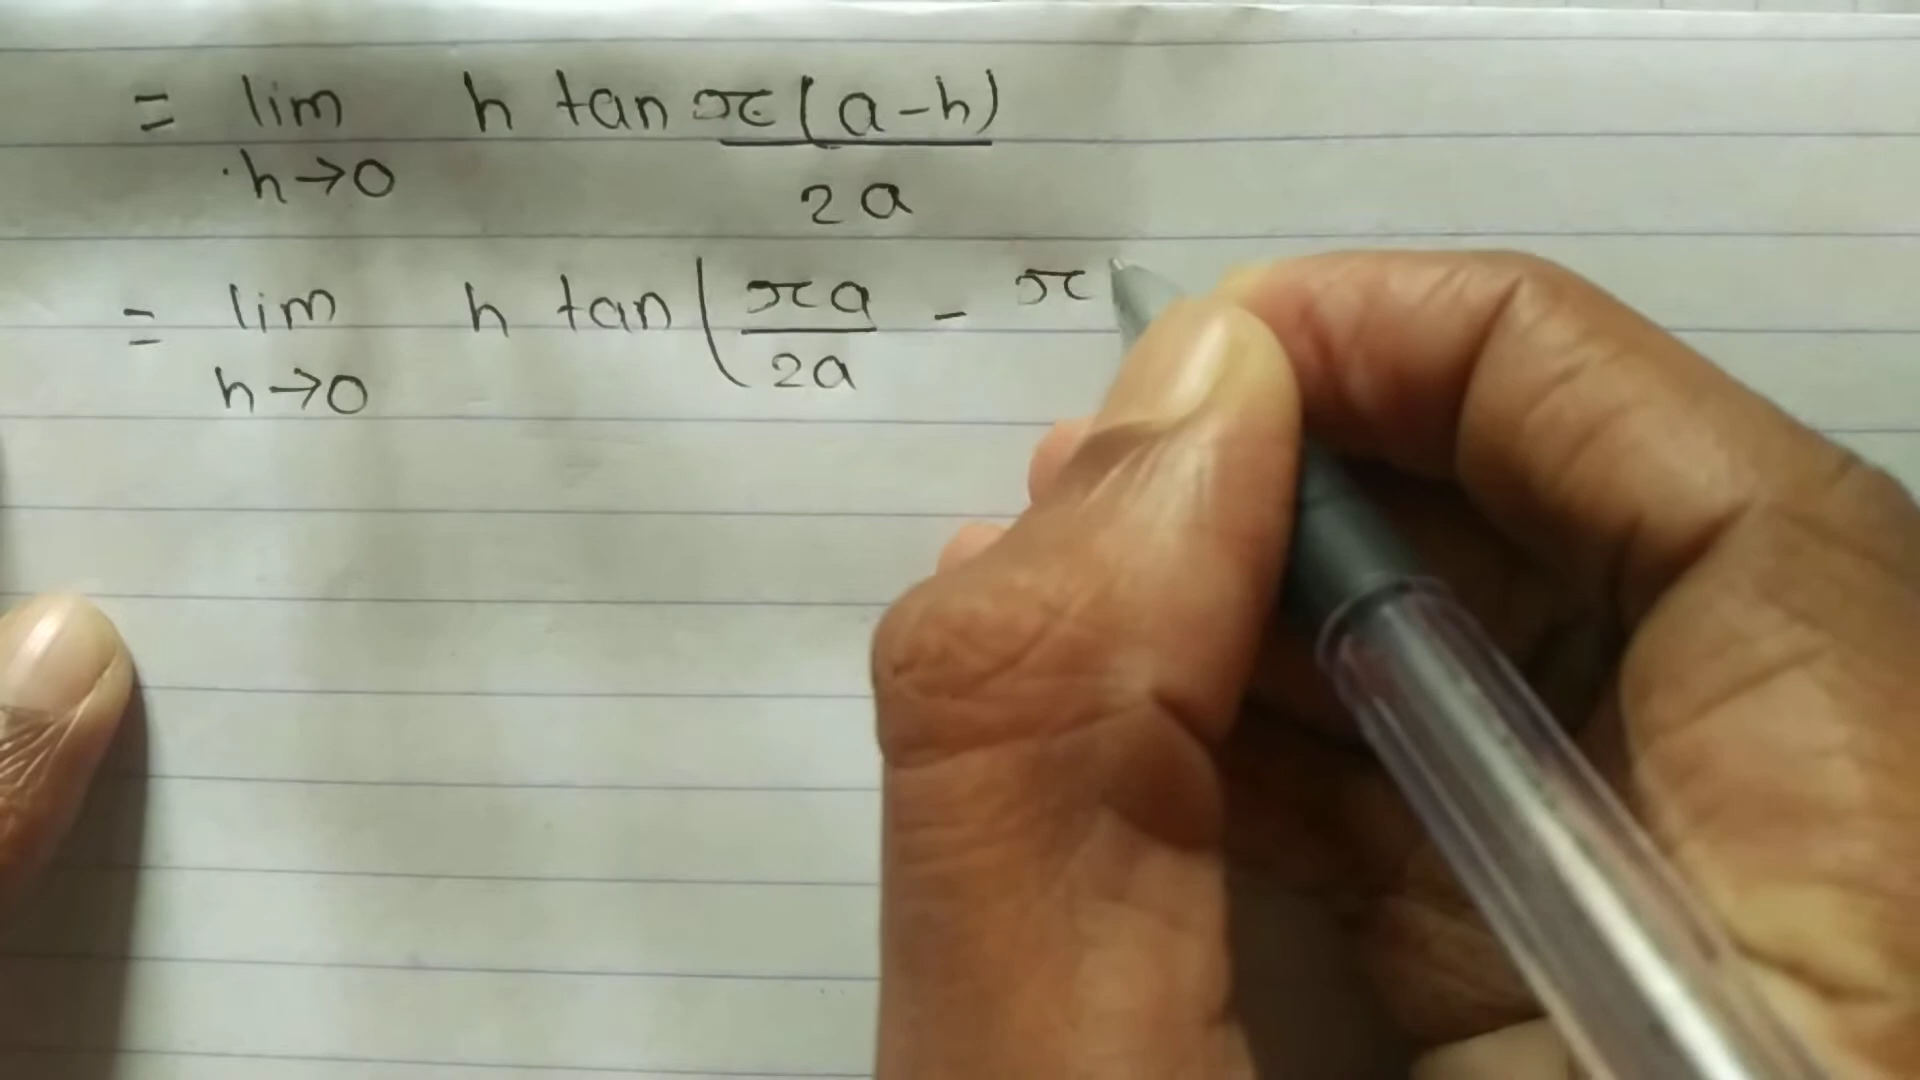 = lim h tan π(a-h)
h→0 2a
= lim h tan(πa - π
h→0 2a